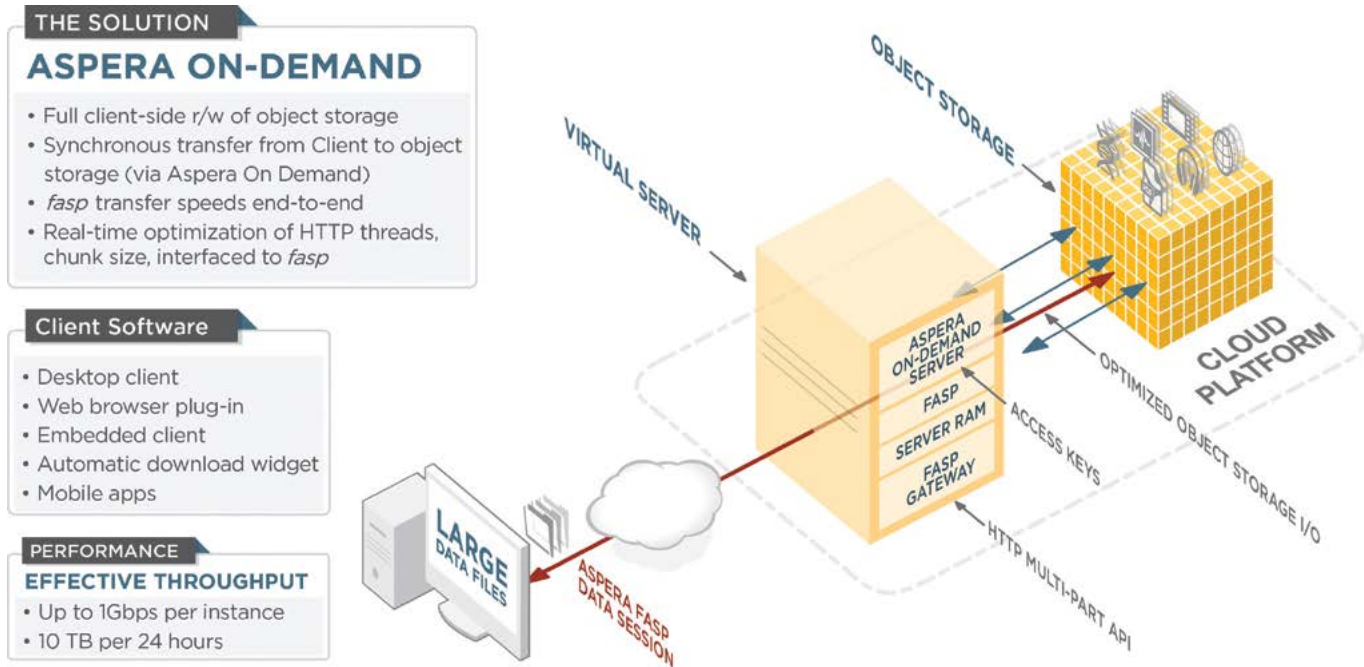 THE SOLUTION
ASPERA ON-DEMAND
• Full client-side r/w of object storage
• Synchronous transfer from Client to object
storage (via Aspera On Demand)
• fasp transfer speeds end-to-end
• Real-time optimization of HTTP threads,
chunk size, interfaced to fasp
Client Software
• Desktop client
• Web browser plug-in
• Embedded client
• Automatic download widget
• Mobile apps
PERFORMANCE
EFFECTIVE THROUGHPUT
• Up to 1Gbps per instance
• 10 TB per 24 hours
LARGE
DATA FILES
ASPERA FASP
DATA SESSION
VIRTUAL SERVER
ASPERA
ON-DEMAND
SERVER
FASP
SERVER RAM
FASP
GATEWAY
OBJECT STORAGE
CLOUD
PLATFORM
OPTIMIZED OBJECT STORAGE I/O
ACCESS KEYS
HTTP MULTI-PART API